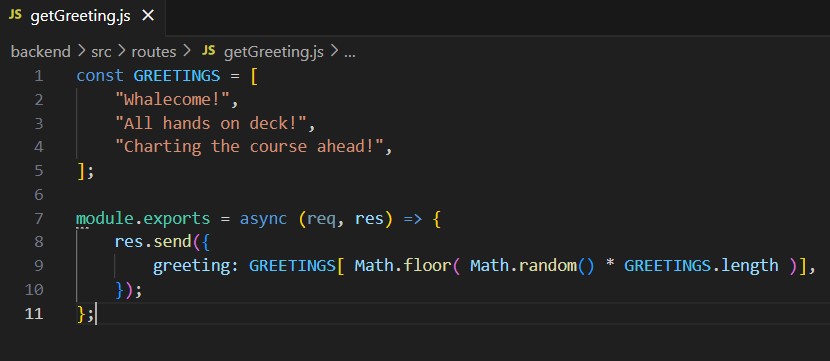 JS getGreeting.js ×
backend > src > routes > JS getGreeting.js > ...
1 const GREETINGS = [
2     "Whalecome!",
3     "All hands on deck!",
4     "Charting the course ahead!",
5 ];
6
7 module.exports = async (req, res) => {
8     res.send({
9         greeting: GREETINGS[ Math.floor( Math.random() * GREETINGS.length )],
10     });
11 };